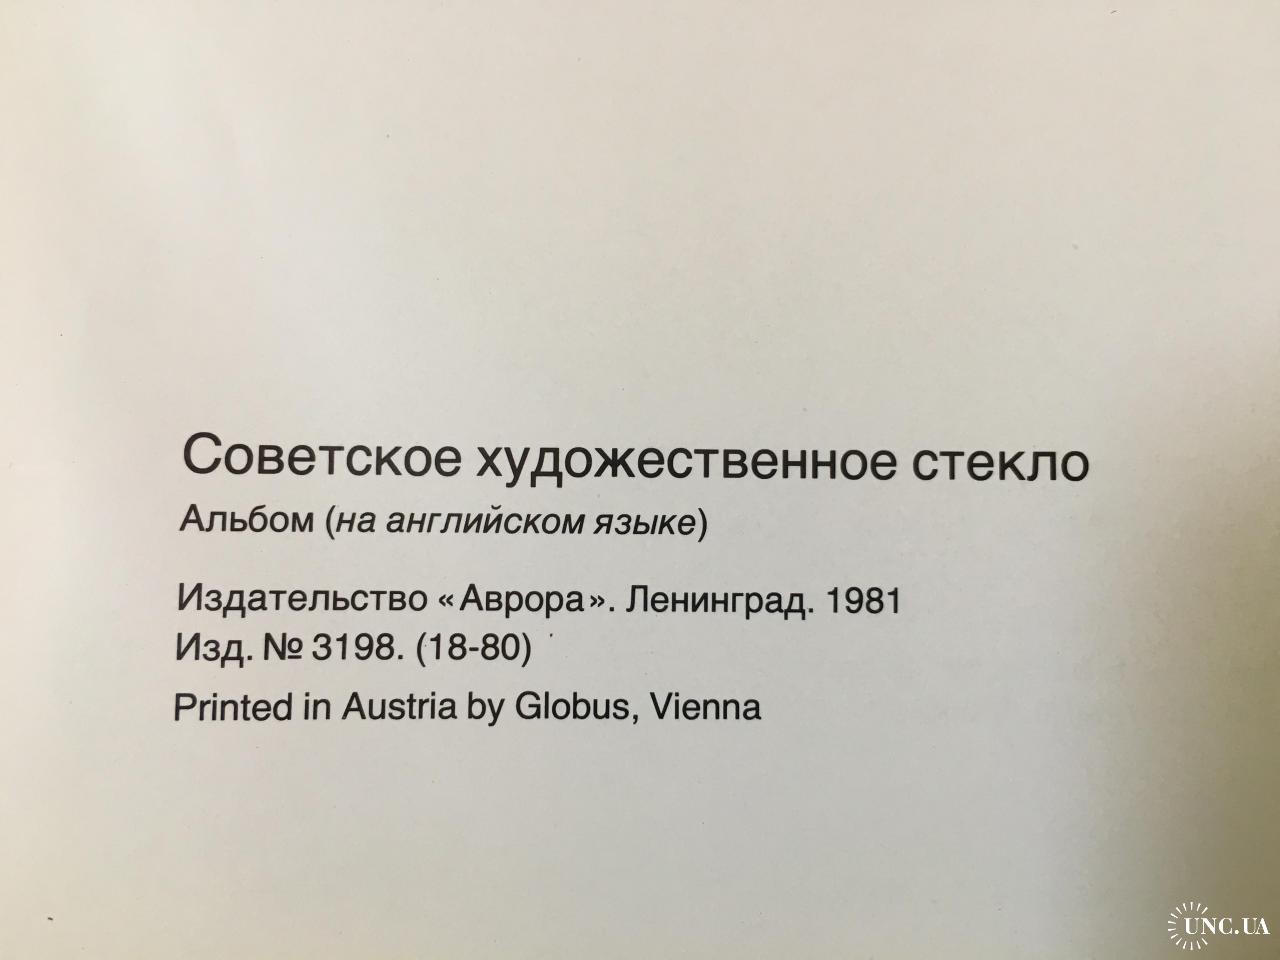 Советское художественное стекло
Альбом (на английском языке)
Издательство «Аврора». Ленинград. 1981
Изд. № 3198. (18-80)
Printed in Austria by Globus, Vienna
UNC.UA